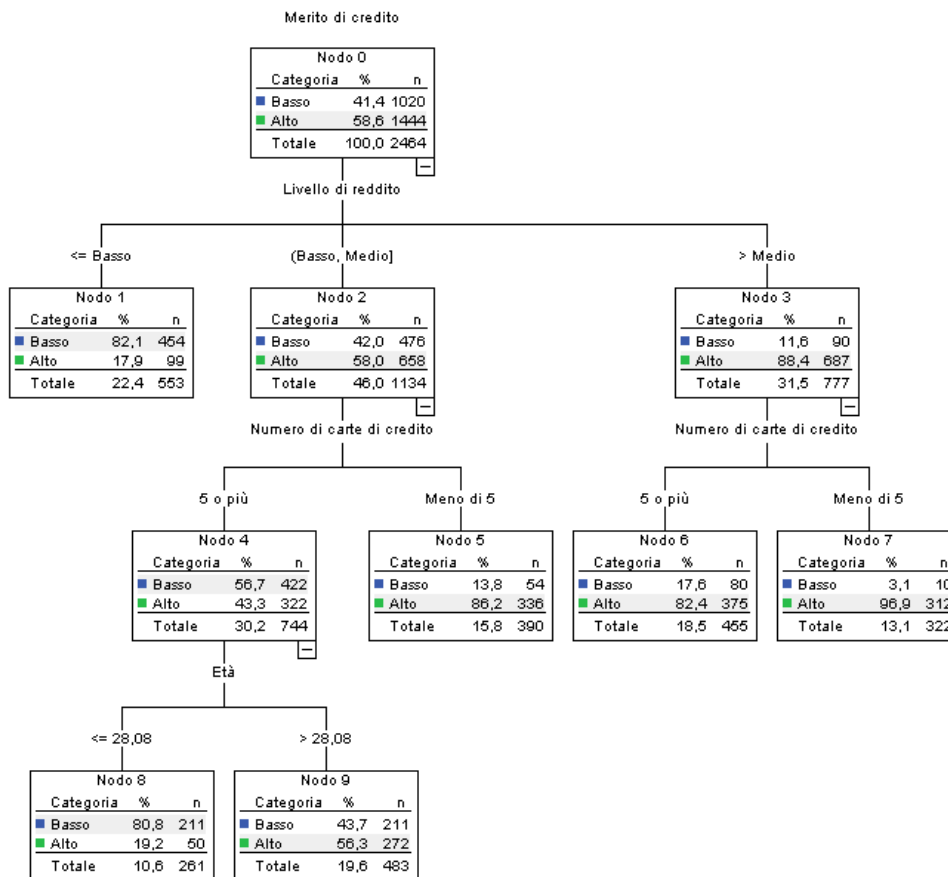 Merito di credito
Nodo 0
Categoria % n
Basso 41,4 1020
Alto 58,6 1444
Totale 100,0 2464
Livello di reddito
<= Basso
(Basso, Medio]
> Medio
Nodo 1
Categoria % n
Basso 82,1 454
Alto 17,9 99
Totale 22,4 553
Nodo 2
Categoria % n
Basso 42,0 476
Alto 58,0 658
Totale 46,0 1134
Nodo 3
Categoria % n
Basso 11,6 90
Alto 88,4 687
Totale 31,5 777
Numero di carte di credito
Numero di carte di credito
5 o più
Meno di 5
5 o più
Meno di 5
Nodo 4
Categoria % n
Basso 56,7 422
Alto 43,3 322
Totale 30,2 744
Nodo 5
Categoria % n
Basso 13,8 54
Alto 86,2 336
Totale 15,8 390
Nodo 6
Categoria % n
Basso 17,6 80
Alto 82,4 375
Totale 18,5 455
Nodo 7
Categoria % n
Basso 3,1 10
Alto 96,9 312
Totale 13,1 322
Età
<= 28,08
> 28,08
Nodo 8
Categoria % n
Basso 80,8 211
Alto 19,2 50
Totale 10,6 261
Nodo 9
Categoria % n
Basso 43,7 211
Alto 56,3 272
Totale 19,6 483